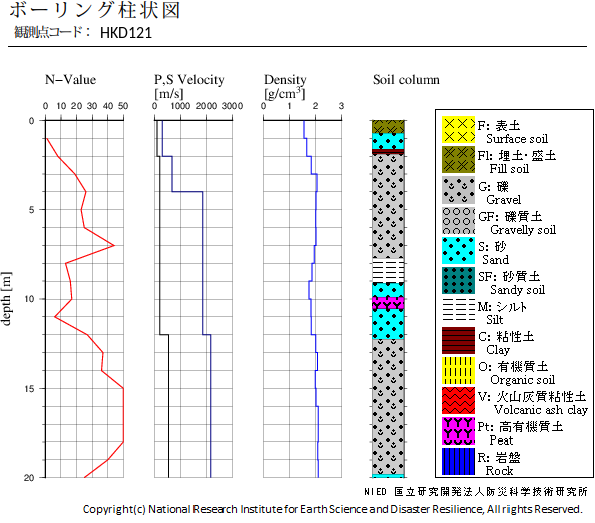 ボーリング柱状図
観測点コード： HKD121
N-Value
P,S Velocity
[m/s]
Density
[g/cm³]
Soil column
0 10 20 30 40 50
0 1000 2000 3000
0 1 2 3
depth [m]
0
5
10
15
20
F: 表土
Surface soil
Fl: 埋土・盛土
Fill soil
G: 礫
Gravel
GF: 礫質土
Gravelly soil
S: 砂
Sand
SF: 砂質土
Sandy soil
M: シルト
Silt
C: 粘性土
Clay
O: 有機質土
Organic soil
V: 火山灰質粘性土
Volcanic ash clay
Pt: 高有機質土
Peat
R: 岩盤
Rock
NIED 国立研究開発法人防災科学技術研究所
Copyright(c) National Research Institute for Earth Science and Disaster Resilience, All rights Reserved.